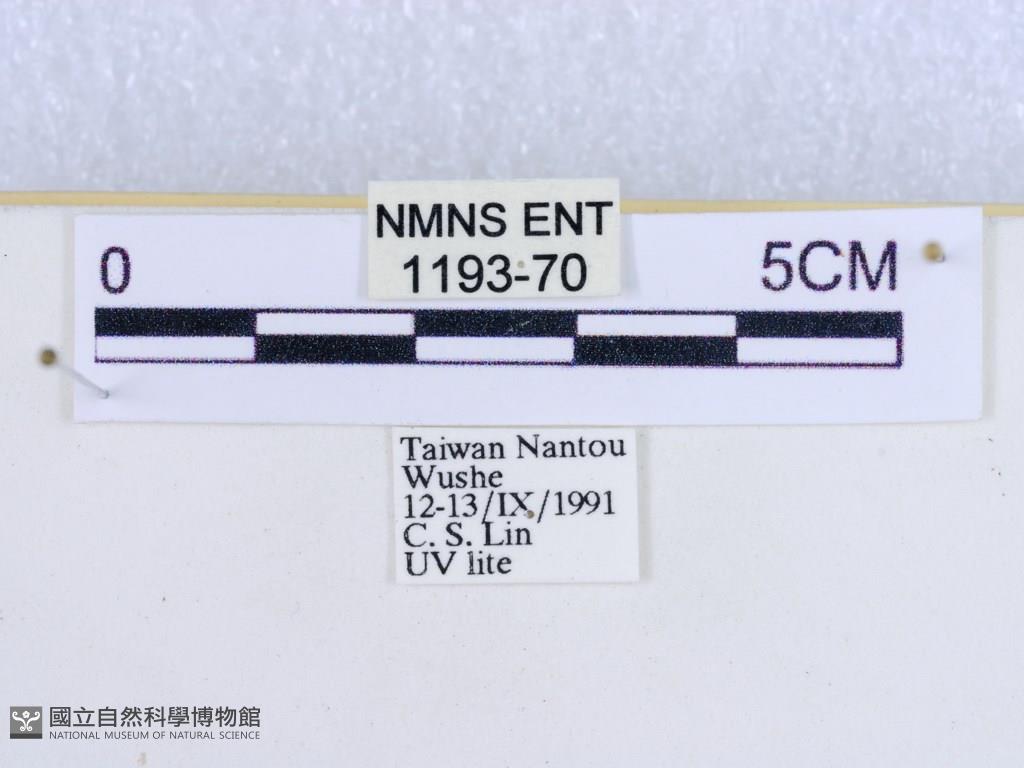 NMNS ENT
1193-70
0 5CM
Taiwan Nantou
Wushe
12-13/IX/1991
C. S. Lin
UV lite
國立自然科學博物館
NATIONAL MUSEUM OF NATURAL SCIENCE